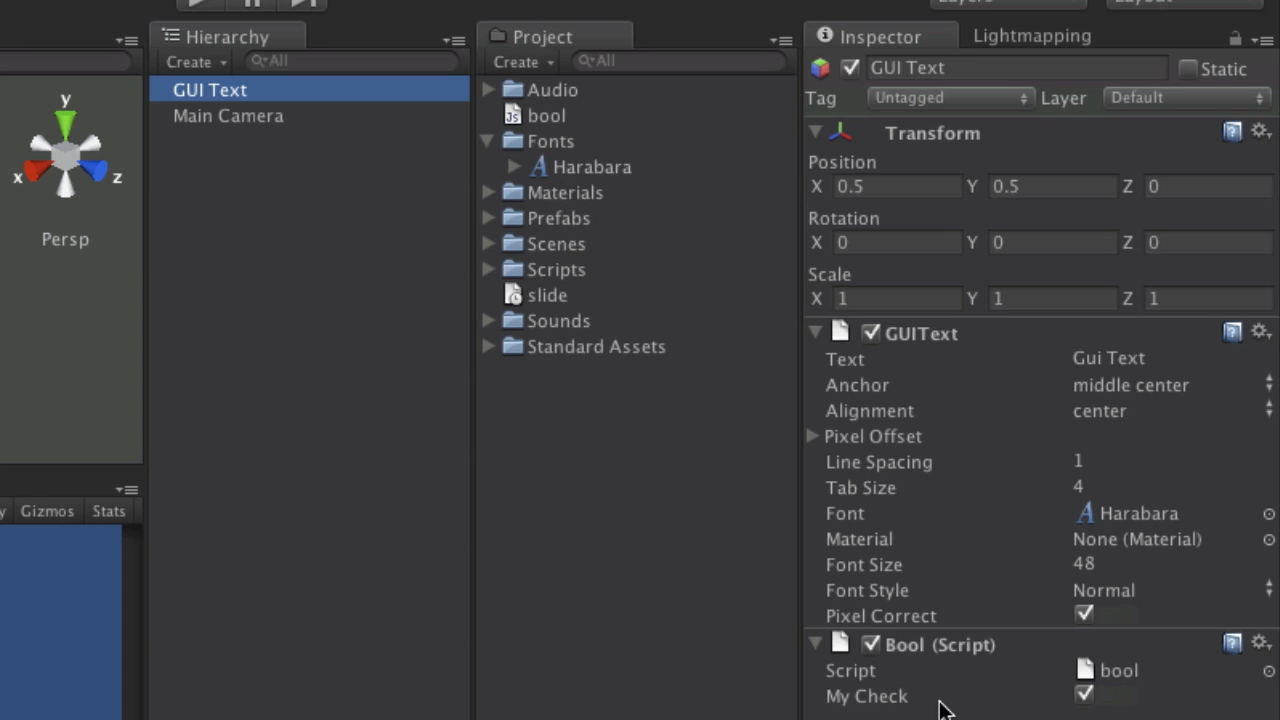 Hierarchy
Project
Inspector
Lightmapping
Create
All
Create
All
GUI Text
Static
Tag
Untagged
Layer
Default
GUI Text
Main Camera
Audio
JS bool
Fonts
Harabara
Materials
Prefabs
Scenes
Scripts
slide
Sounds
Standard Assets
y
x
z
Persp
Gizmos
Stats
Transform
Position
X 0.5 Y 0.5 Z 0
Rotation
X 0 Y 0 Z 0
Scale
X 1 Y 1 Z 1
GUIText
Text Gui Text
Anchor middle center
Alignment center
Pixel Offset
Line Spacing 1
Tab Size 4
Font A Harabara
Material None (Material)
Font Size 48
Font Style Normal
Pixel Correct
Bool (Script)
Script bool
My Check